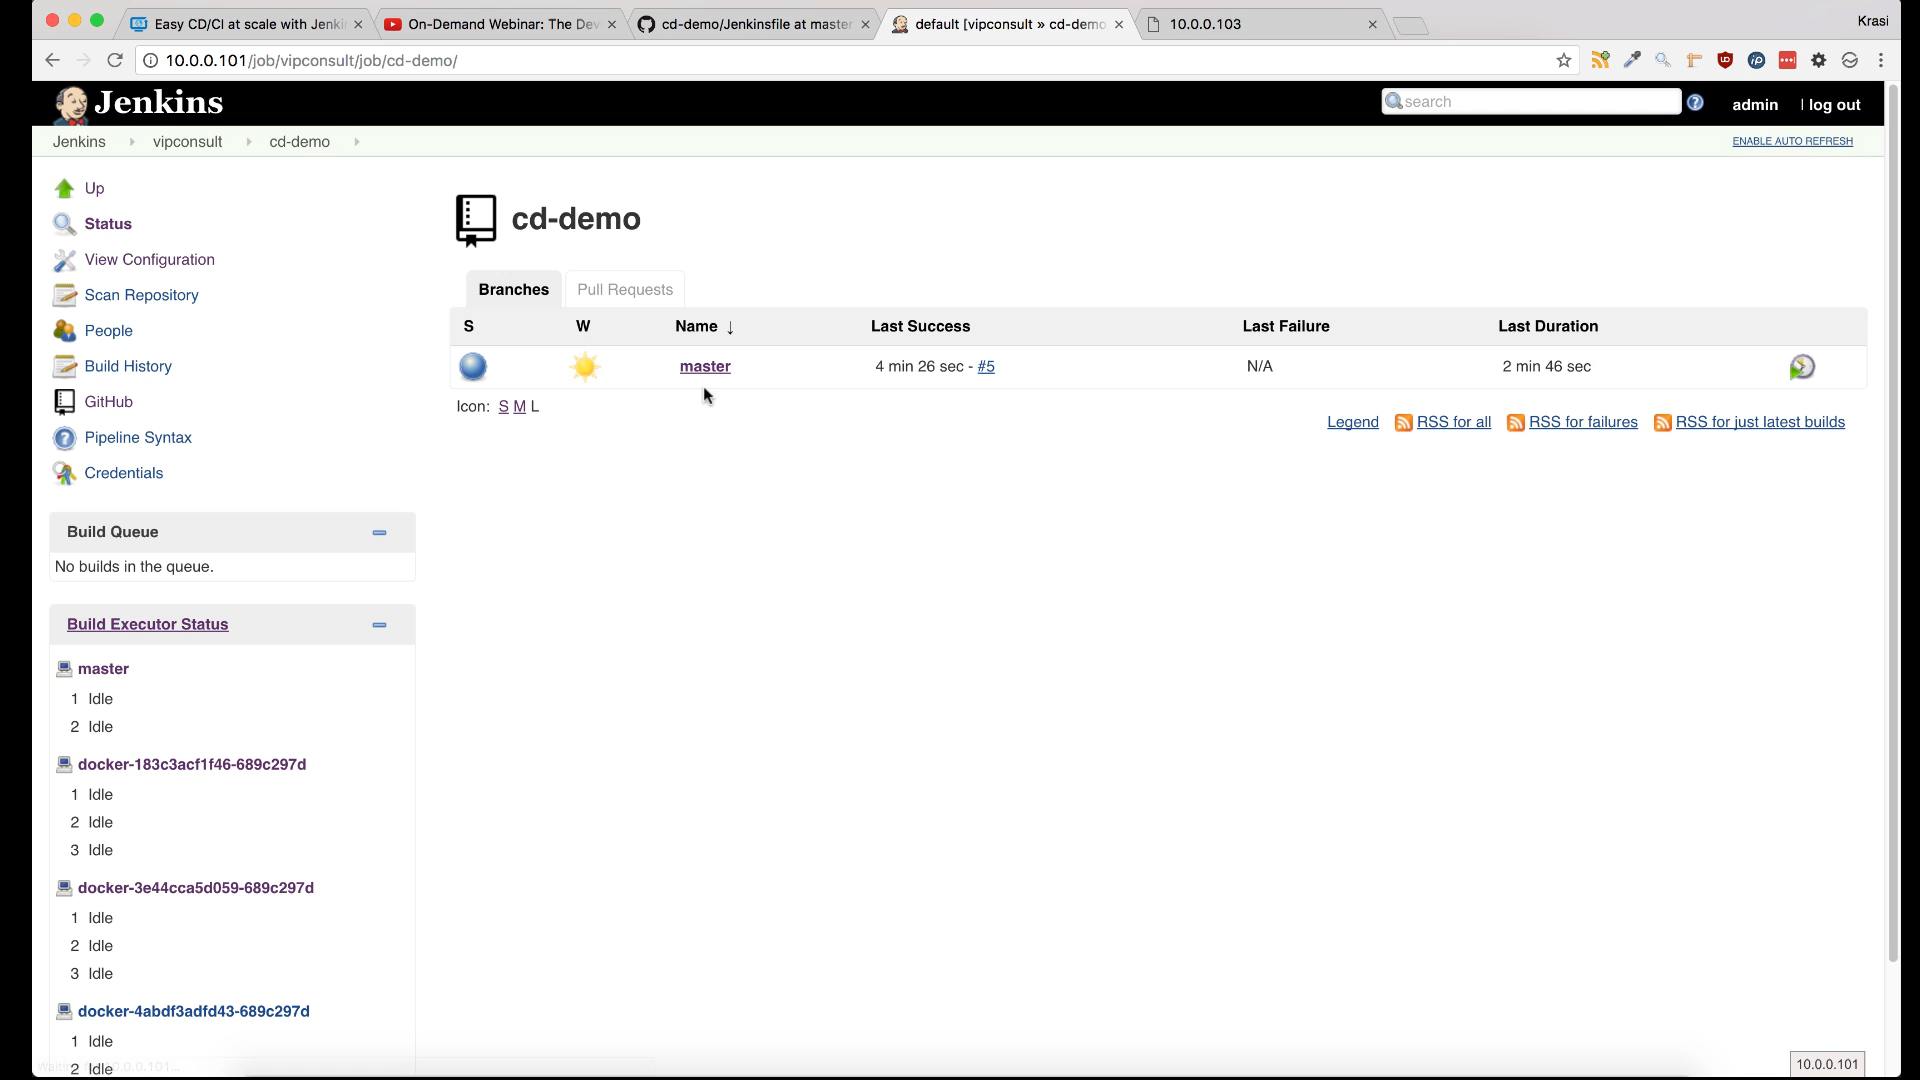 Easy CD/CI at scale with Jenki
On-Demand Webinar: The Dev
cd-demo/Jenkinsfile at master
default [vipconsult » cd-demo
10.0.0.103
Krasi
10.0.0.101/job/vipconsult/job/cd-demo/
Jenkins
search
admin
| log out
Jenkins
vipconsult
cd-demo
ENABLE AUTO REFRESH
Up
Status
View Configuration
Scan Repository
People
Build History
GitHub
Pipeline Syntax
Credentials
Build Queue
No builds in the queue.
Build Executor Status
master
1 Idle
2 Idle
docker-183c3acf1f46-689c297d
1 Idle
2 Idle
3 Idle
docker-3e44cca5d059-689c297d
1 Idle
2 Idle
3 Idle
docker-4abdf3adfd43-689c297d
1 Idle
2 Idle
cd-demo
Branches
Pull Requests
S W Name ↓ Last Success Last Failure Last Duration
master 4 min 26 sec - #5 N/A 2 min 46 sec
Icon: S M L
Legend RSS for all RSS for failures RSS for just latest builds
10.0.0.101